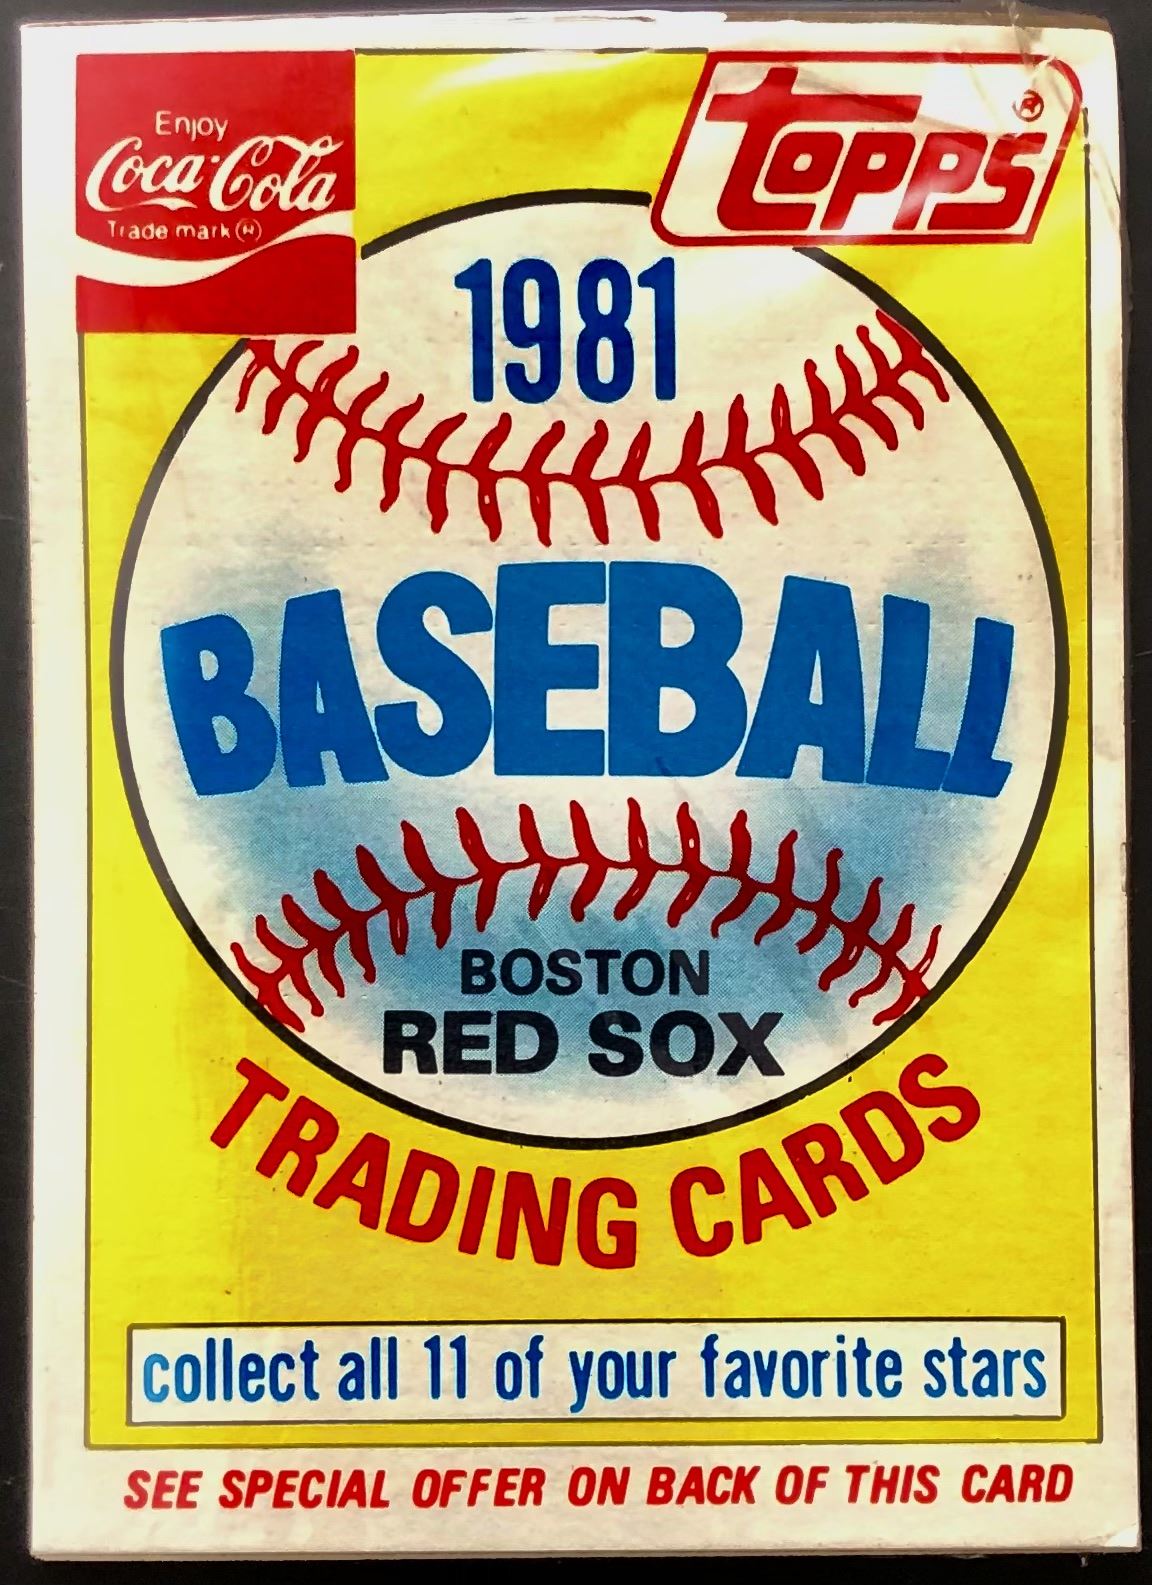 Enjoy
Coca-Cola
Trade mark ®
topps®
1981
BASEBALL
BOSTON
RED SOX
TRADING CARDS
collect all 11 of your favorite stars
SEE SPECIAL OFFER ON BACK OF THIS CARD